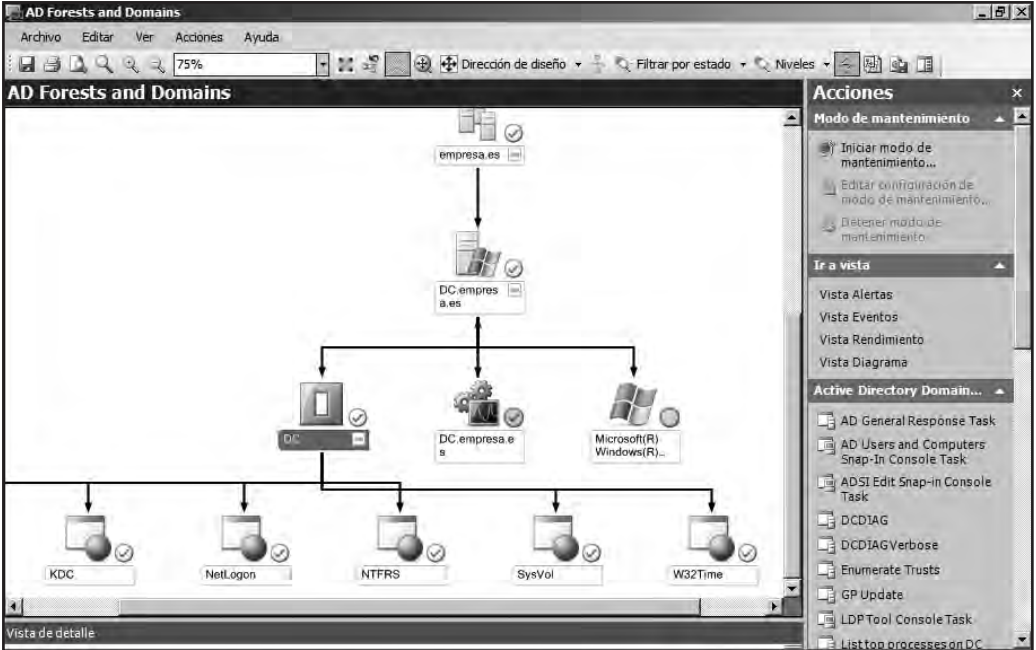 AD Forests and Domains
Archivo Editar Ver Acciones Ayuda
75%
Dirección de diseño
Filtrar por estado
Niveles
AD Forests and Domains
empresa.es
DC.empres
a.es
DC
DC.empresa.e
s
Microsoft(R)
Windows(R)...
KDC
NetLogon
NTFRS
SysVol
W32Time
Vista de detalle
Acciones
Modo de mantenimiento
Iniciar modo de
mantenimiento...
Editar configuración de
modo de mantenimiento...
Detener modo de
mantenimiento
Ir a vista
Vista Alertas
Vista Eventos
Vista Rendimiento
Vista Diagrama
Active Directory Domain...
AD General Response Task
AD Users and Computers
Snap-In Console Task
ADSI Edit Snap-in Console
Task
DCDIAG
DCDIAGVerbose
Enumerate Trusts
GP Update
LDP Tool Console Task
List top processes on DC